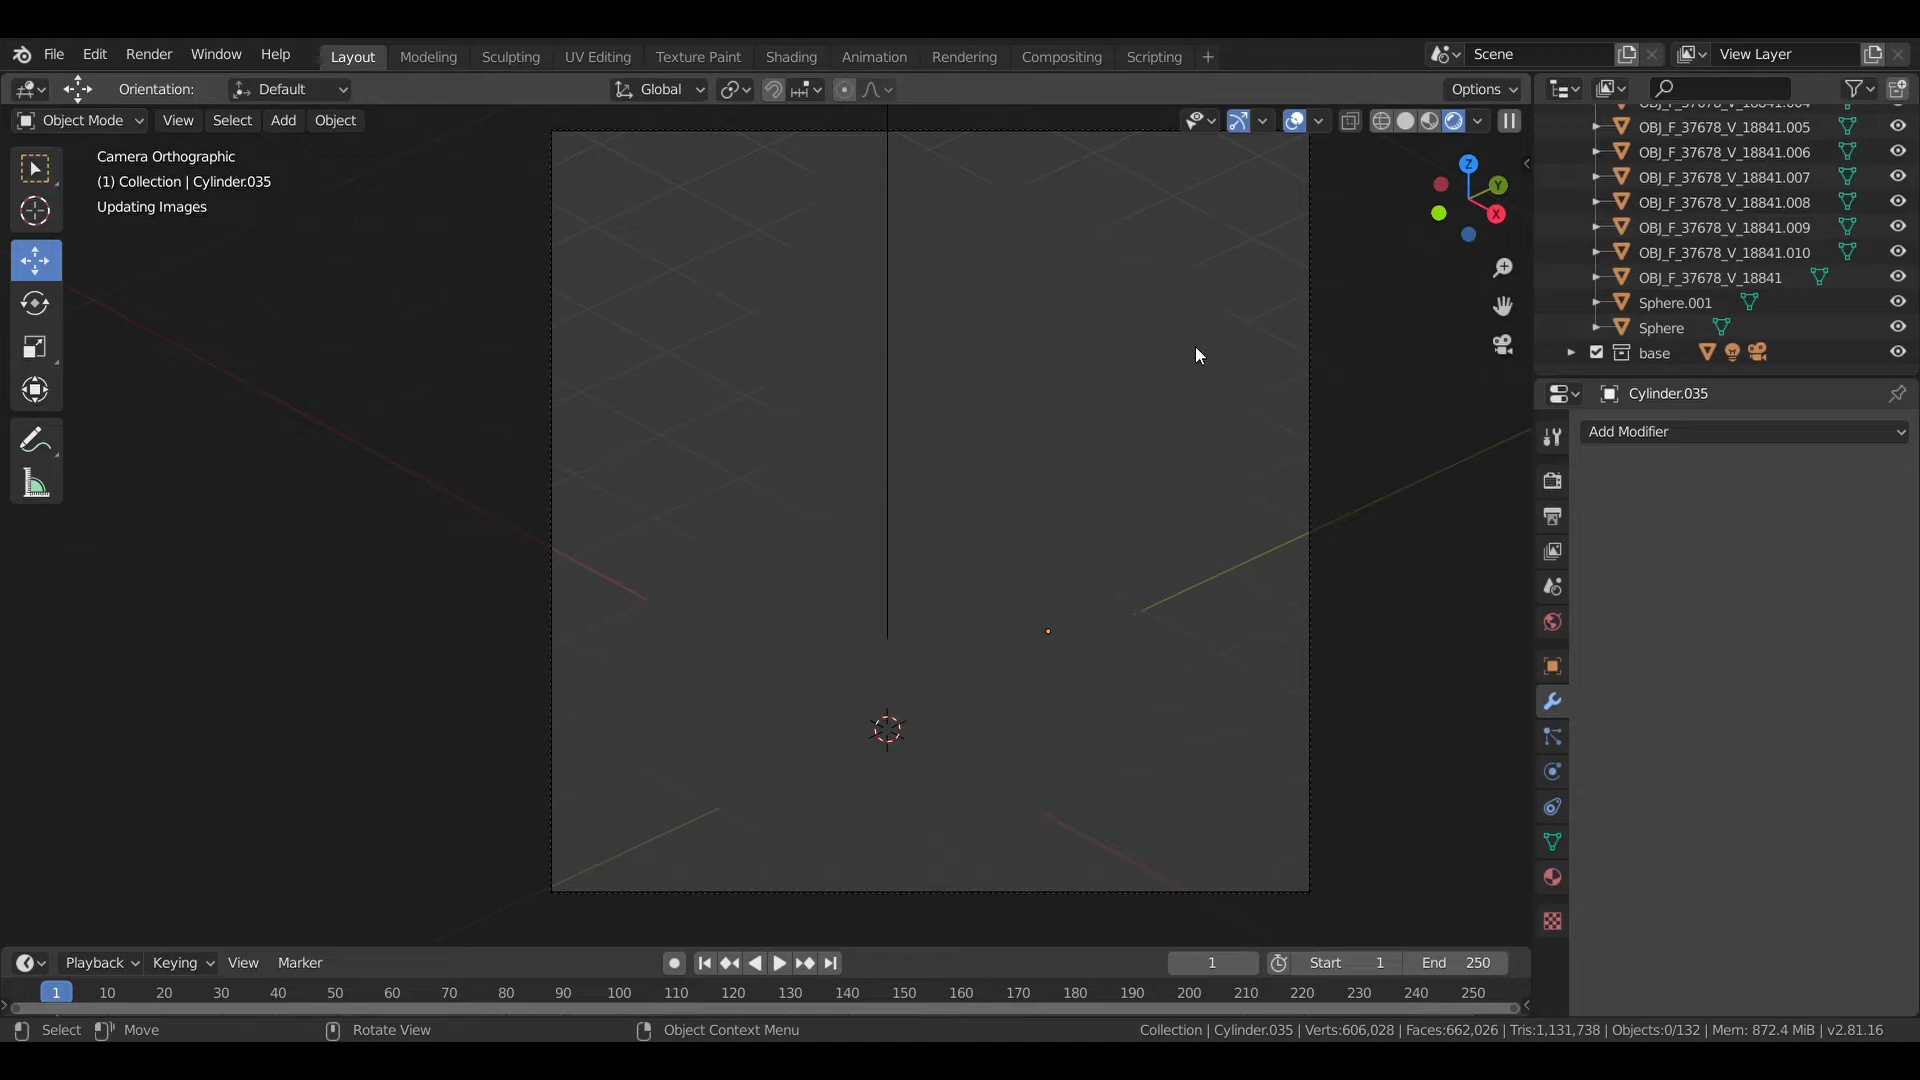 File Edit Render Window Help Layout Modeling Sculpting UV Editing Texture Paint Shading Animation Rendering Compositing Scripting Scene View Layer
Orientation: Default Global Options
Object Mode View Select Add Object
Camera Orthographic
(1) Collection | Cylinder.035
Updating Images
Z
Y
X
OBJ_F_37678_V_18841.004
OBJ_F_37678_V_18841.005
OBJ_F_37678_V_18841.006
OBJ_F_37678_V_18841.007
OBJ_F_37678_V_18841.008
OBJ_F_37678_V_18841.009
OBJ_F_37678_V_18841.010
OBJ_F_37678_V_18841
Sphere.001
Sphere
base
Cylinder.035
Add Modifier
Playback Keying View Marker 1 Start 1 End 250
1 10 20 30 40 50 60 70 80 90 100 110 120 130 140 150 160 170 180 190 200 210 220 230 240 250
Select Move Rotate View Object Context Menu Collection | Cylinder.035 | Verts:606,028 | Faces:662,026 | Tris:1,131,738 | Objects:0/132 | Mem: 872.4 MiB | v2.81.16